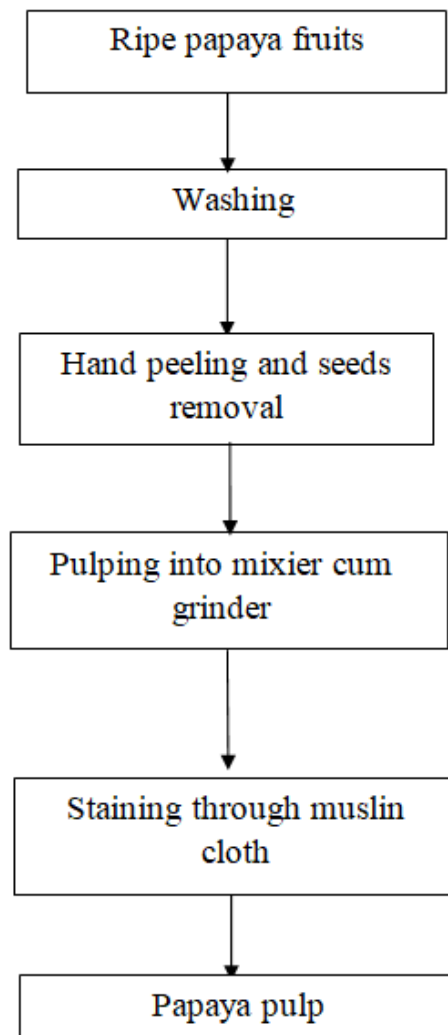 Ripe papaya fruits
Washing
Hand peeling and seeds
removal
Pulping into mixier cum
grinder
Staining through muslin
cloth
Papaya pulp